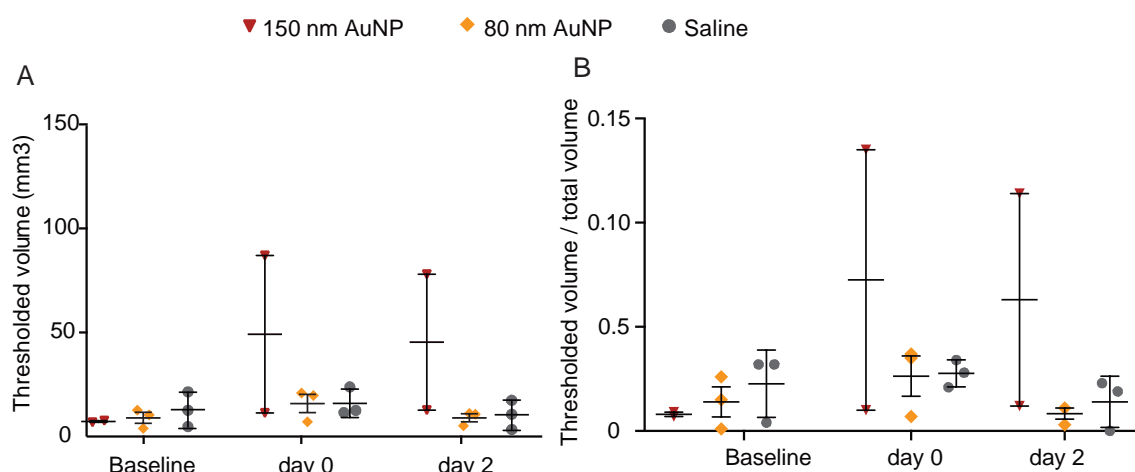 150 nm AuNP 80 nm AuNP Saline
A
Thresholded volume (mm3)
150
100
50
0
Baseline day 0 day 2
B
Thresholded volume / total volume
0.15
0.10
0.5
0.00
Baseline day 0 day 2